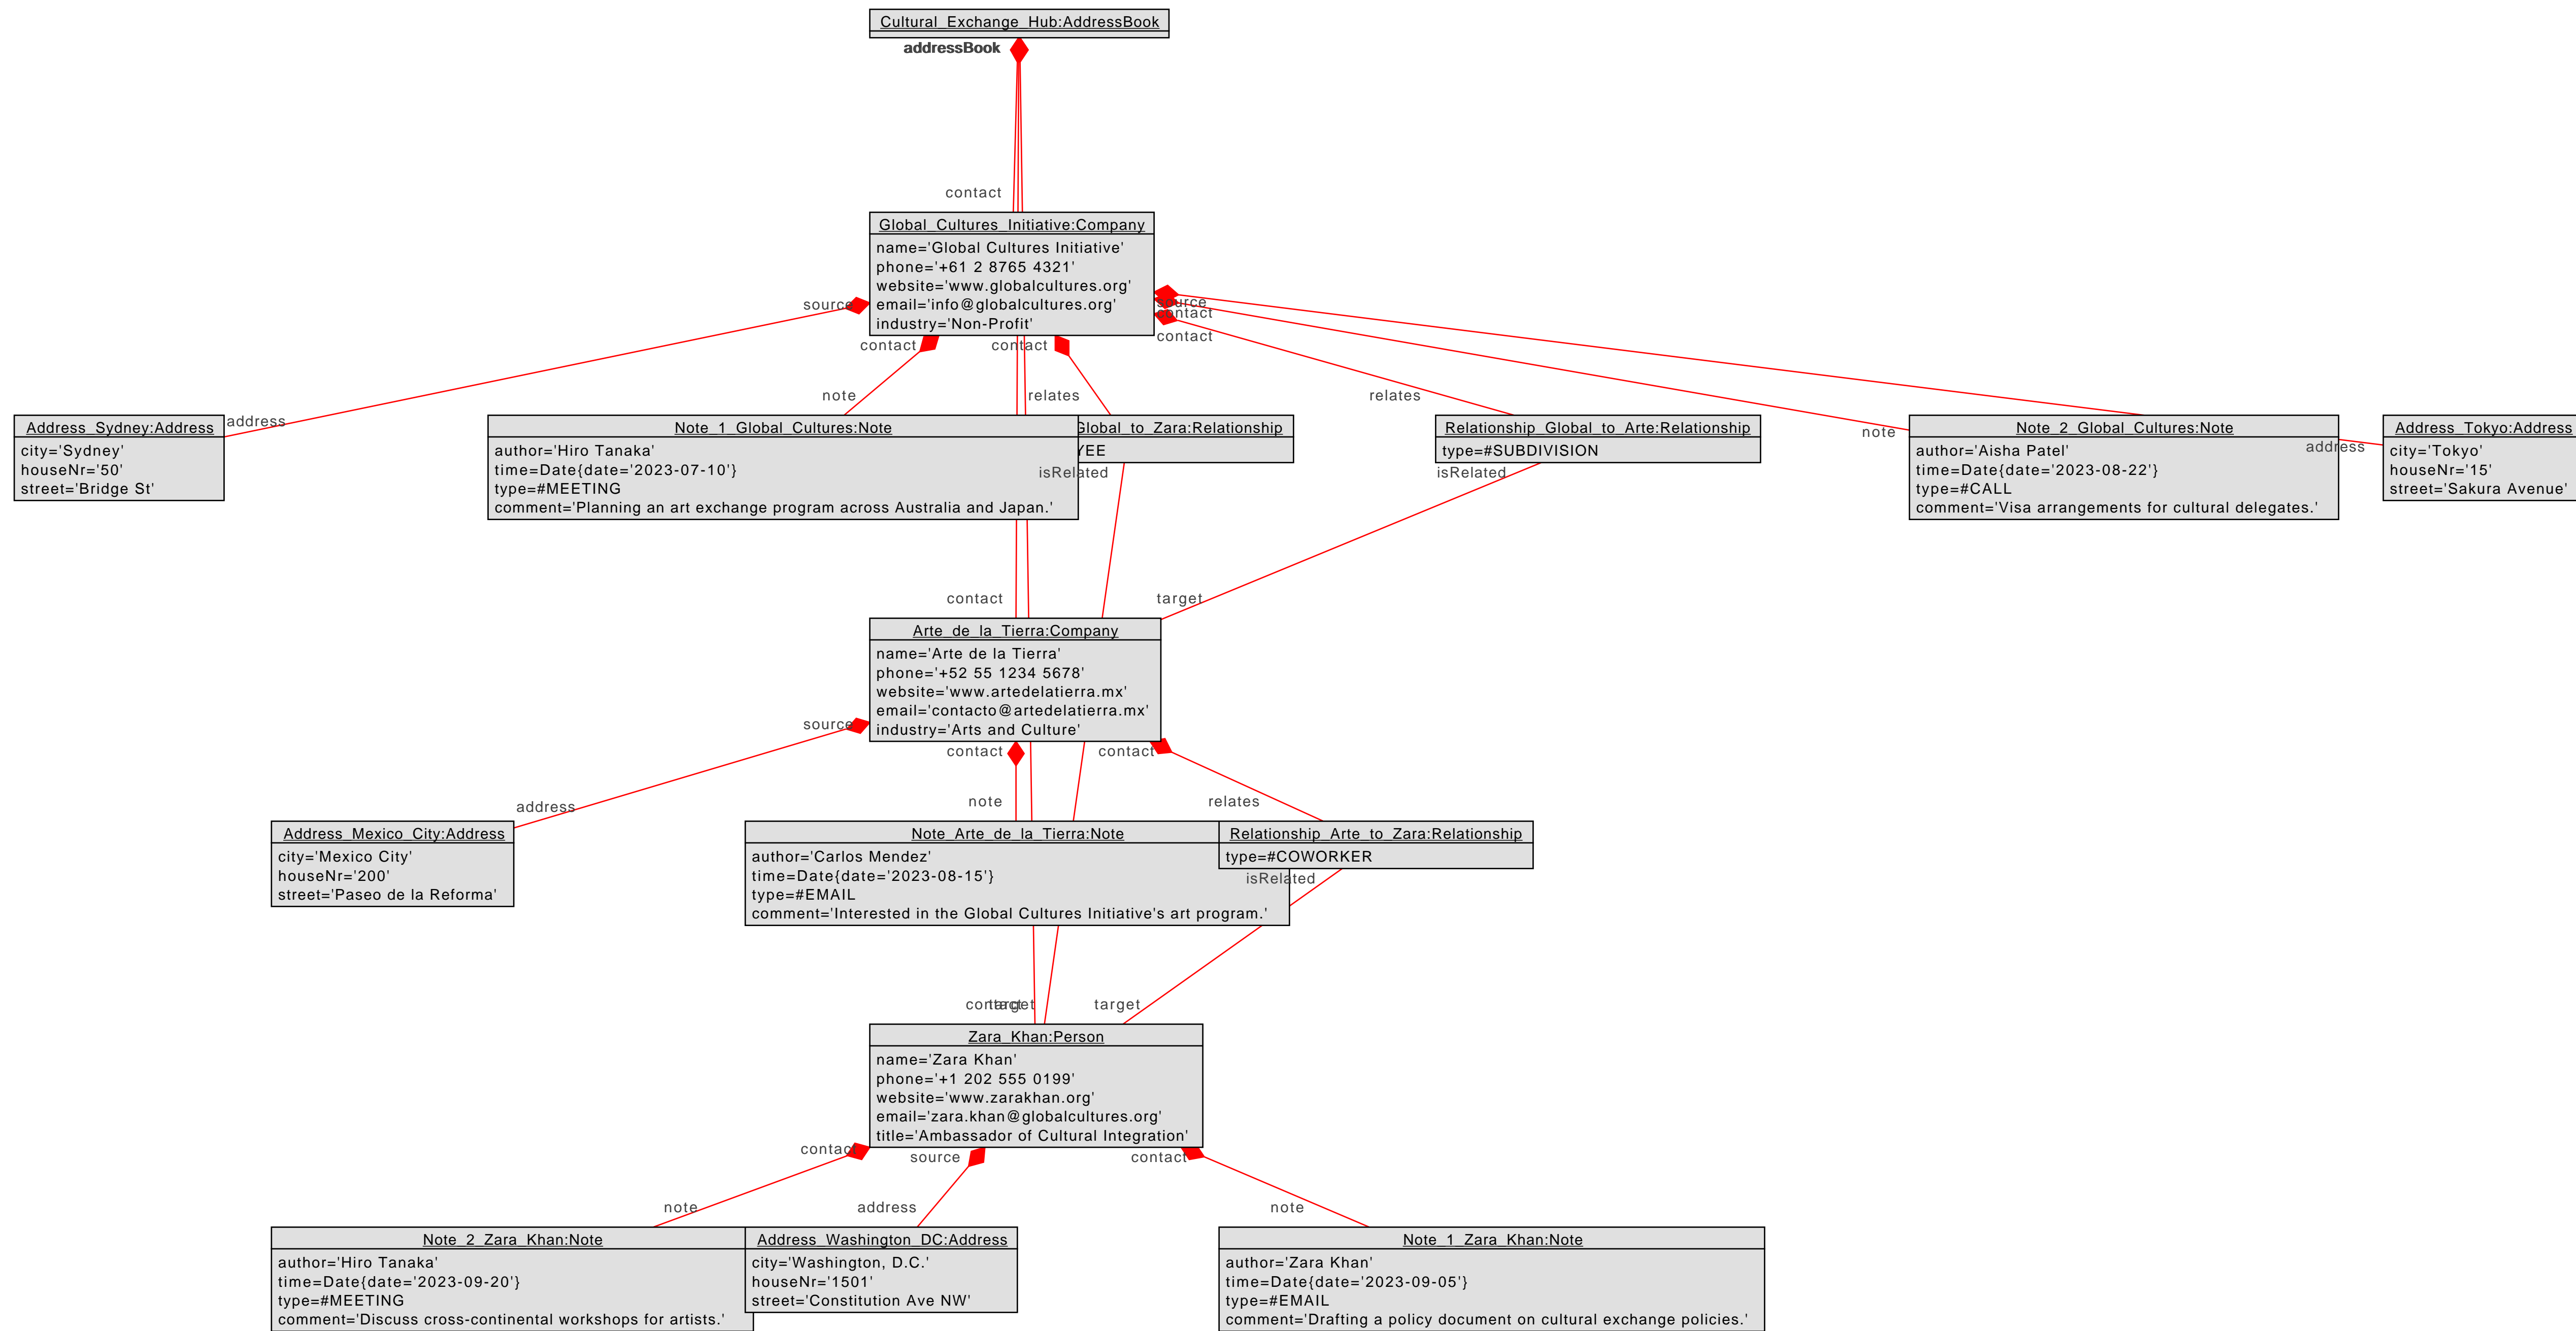 Cultural_Exchange_Hub:AddressBook
addressBook
contact
Global_Cultures_Initiative:Company
name='Global Cultures Initiative'
phone='+61 2 8765 4321'
website='www.globalcultures.org'
email='info@globalcultures.org'
industry='Non-Profit'
source
source
contact
contact
contact
contact
note
relates
relates
address
note
address
Address_Sydney:Address
city='Sydney'
houseNr='50'
street='Bridge St'
Note_1_Global_Cultures:Note
author='Hiro Tanaka'
time=Date{date='2023-07-10'}
type=#MEETING
comment='Planning an art exchange program across Australia and Japan.'
Global_to_Zara:Relationship
YEE
isRelated
Relationship_Global_to_Arte:Relationship
type=#SUBDIVISION
isRelated
Note_2_Global_Cultures:Note
author='Aisha Patel'
time=Date{date='2023-08-22'}
type=#CALL
comment='Visa arrangements for cultural delegates.'
Address_Tokyo:Address
city='Tokyo'
houseNr='15'
street='Sakura Avenue'
contact
target
Arte_de_la_Tierra:Company
name='Arte de la Tierra'
phone='+52 55 1234 5678'
website='www.artedelatierra.mx'
email='contacto@artedelatierra.mx'
industry='Arts and Culture'
source
contact
contact
address
note
relates
Address_Mexico_City:Address
city='Mexico City'
houseNr='200'
street='Paseo de la Reforma'
Note_Arte_de_la_Tierra:Note
author='Carlos Mendez'
time=Date{date='2023-08-15'}
type=#EMAIL
comment='Interested in the Global Cultures Initiative's art program.'
Relationship_Arte_to_Zara:Relationship
type=#COWORKER
isRelated
contact
target
target
Zara_Khan:Person
name='Zara Khan'
phone='+1 202 555 0199'
website='www.zarakhan.org'
email='zara.khan@globalcultures.org'
title='Ambassador of Cultural Integration'
contact
source
contact
note
address
note
Note_2_Zara_Khan:Note
author='Hiro Tanaka'
time=Date{date='2023-09-20'}
type=#MEETING
comment='Discuss cross-continental workshops for artists.'
Address_Washington_DC:Address
city='Washington, D.C.'
houseNr='1501'
street='Constitution Ave NW'
Note_1_Zara_Khan:Note
author='Zara Khan'
time=Date{date='2023-09-05'}
type=#EMAIL
comment='Drafting a policy document on cultural exchange policies.'